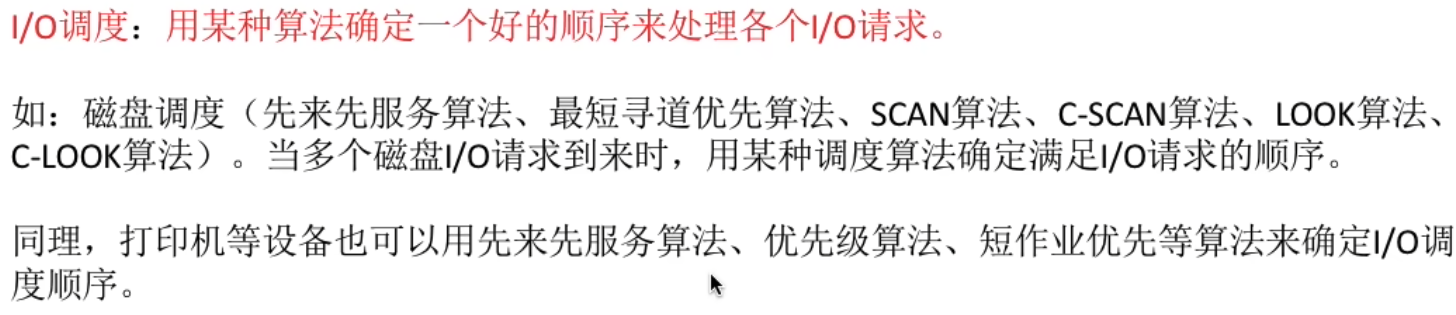 I/O调度：用某种算法确定一个好的顺序来处理各个I/O请求。
如：磁盘调度（先来先服务算法、最短寻道优先算法、SCAN算法、C-SCAN算法、LOOK算法、
C-LOOK算法）。当多个磁盘I/O请求到来时，用某种调度算法确定满足I/O请求的顺序。
同理，打印机等设备也可以用先来先服务算法、优先级算法、短作业优先等算法来确定I/O调
度顺序。